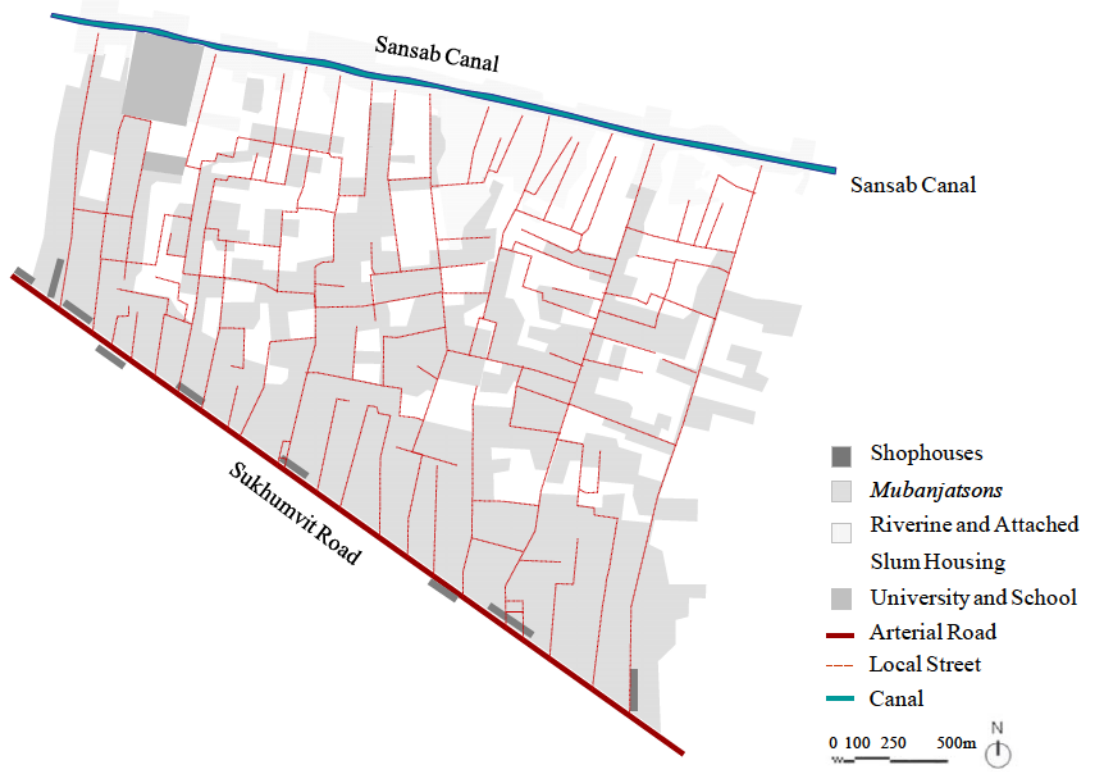 Sansab Canal
Sansab Canal
Sukhumvit Road
Shophouses
Mubanjatsons
Riverine and Attached
Slum Housing
University and School
Arterial Road
Local Street
Canal
N
0 100 250 500m